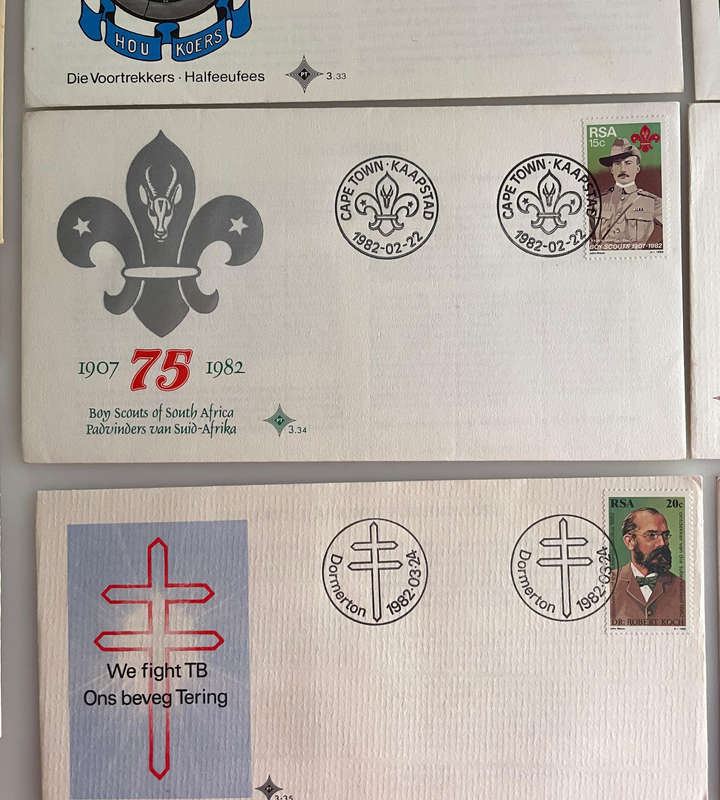 HOU KOERS
Die Voortrekkers · Halfeeufees
3.33
CAPE TOWN · KAAPSTAD
1982-02-22
CAPE TOWN · KAAPSTAD
1982-02-22
RSA
15c
BOY SCOUTS 1907-1982
1907 75 1982
Boy Scouts of South Africa
Padvinders van Suid-Afrika
3.34
Dormerton
1982·03·24
Dormerton
1982·03·24
RSA 20c
DR. ROBERT KOCH
We fight TB
Ons beveg Tering
3.35